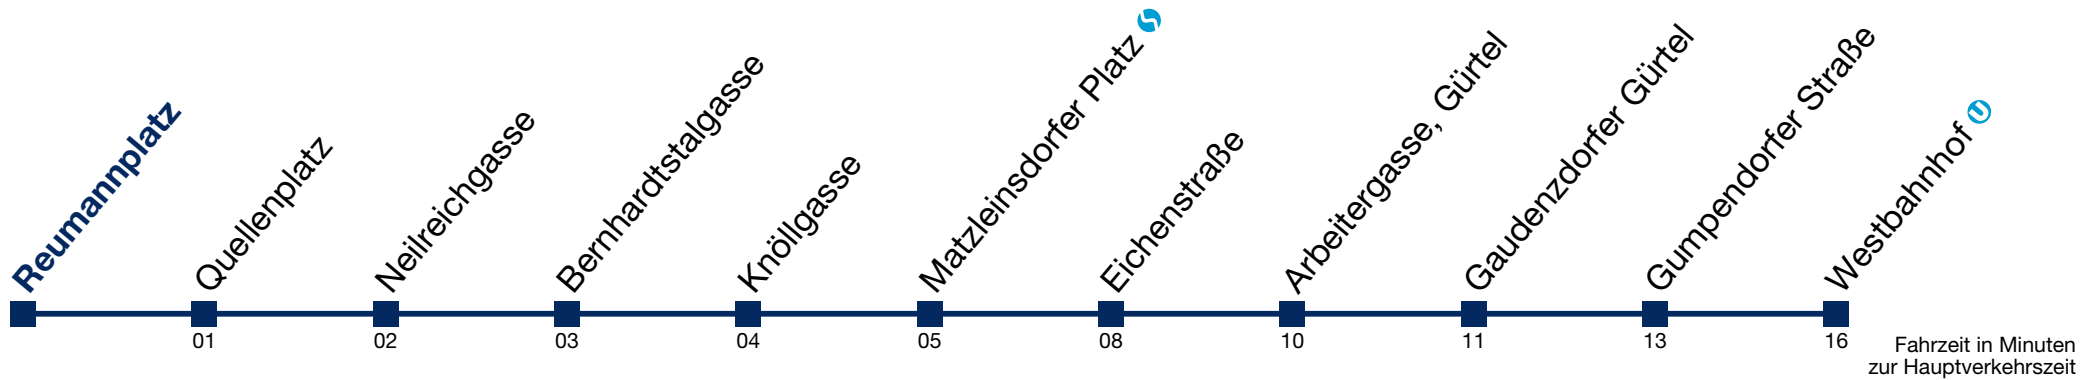 Reumannplatz
Quellenplatz
Neilreichgasse
Bernhardtstalgasse
Knöllgasse
Matzleinsdorfer Platz S
Eichenstraße
Arbeitergasse, Gürtel
Gaudenzdorfer Gürtel
Gumpendorfer Straße
Westbahnhof U
01 02 03 04 05 08 10 11 13 16
Fahrzeit in Minuten
zur Hauptverkehrszeit